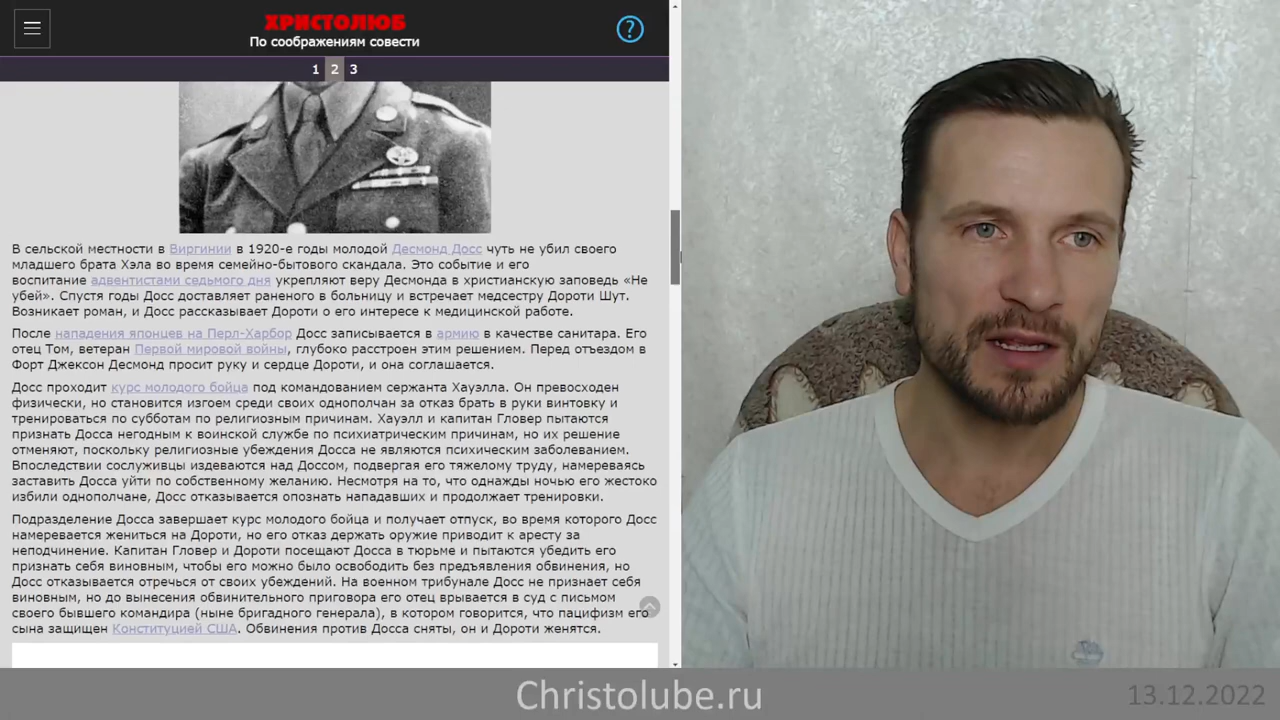 ХРИСТОЛЮБ
По соображениям совести
?
1 2 3
В сельской местности в Виргинии в 1920-е годы молодой Десмонд Досс чуть не убил своего
младшего брата Хэла во время семейно-бытового скандала. Это событие и его
воспитание адвентистами седьмого дня укрепляют веру Десмонда в христианскую заповедь «Не
убей». Спустя годы Досс доставляет раненого в больницу и встречает медсестру Дороти Шут.
Возникает роман, и Досс рассказывает Дороти о его интересе к медицинской работе.
После нападения японцев на Перл-Харбор Досс записывается в армию в качестве санитара. Его
отец Том, ветеран Первой мировой войны, глубоко расстроен этим решением. Перед отъездом в
Форт Джексон Десмонд просит руку и сердце Дороти, и она соглашается.
Досс проходит курс молодого бойца под командованием сержанта Хауэлла. Он превосходен
физически, но становится изгоем среди своих однополчан за отказ брать в руки винтовку и
тренироваться по субботам по религиозным причинам. Хауэлл и капитан Гловер пытаются
признать Досса негодным к воинской службе по психиатрическим причинам, но их решение
отменяют, поскольку религиозные убеждения Досса не являются психическим заболеванием.
Впоследствии сослуживцы издеваются над Доссом, подвергая его тяжелому труду, намереваясь
заставить Досса уйти по собственному желанию. Несмотря на то, что однажды ночью его жестоко
избили однополчане, Досс отказывается опознать нападавших и продолжает тренировки.
Подразделение Досса завершает курс молодого бойца и получает отпуск, во время которого Досс
намеревается жениться на Дороти, но его отказ держать оружие приводит к аресту за
неподчинение. Капитан Гловер и Дороти посещают Досса в тюрьме и пытаются убедить его
признать себя виновным, чтобы его можно было освободить без предъявления обвинения, но
Досс отказывается отречься от своих убеждений. На военном трибунале Досс не признает себя
виновным, но до вынесения обвинительного приговора его отец врывается в суд с письмом
своего бывшего командира (ныне бригадного генерала), в котором говорится, что пацифизм его
сына защищен Конституцией США. Обвинения против Досса сняты, он и Дороти женятся.
Christolube.ru
13.12.2022